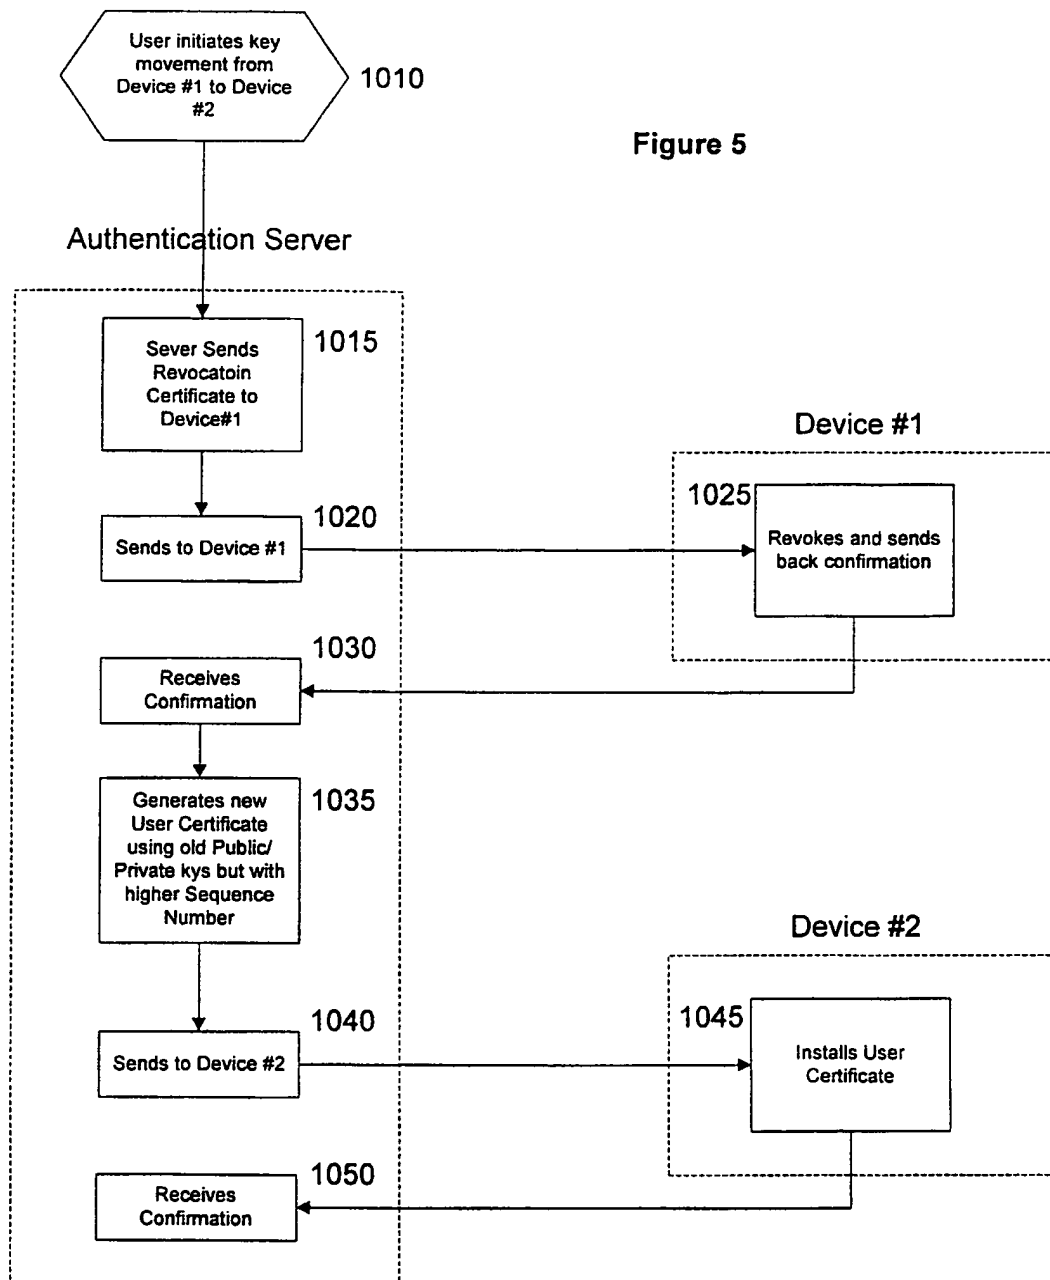 User initiates key
movement from
Device #1 to Device
#2
1010
Figure 5
Authentication Server
Sever Sends
Revocatoin
Certificate to
Device#1
1015
Device #1
1020
Sends to Device #1
1025
Revokes and sends
back confirmation
1030
Receives
Confirmation
1035
Generates new
User Certificate
using old Public/
Private kys but with
higher Sequence
Number
Device #2
1040
Sends to Device #2
1045
Installs User
Certificate
1050
Receives
Confirmation